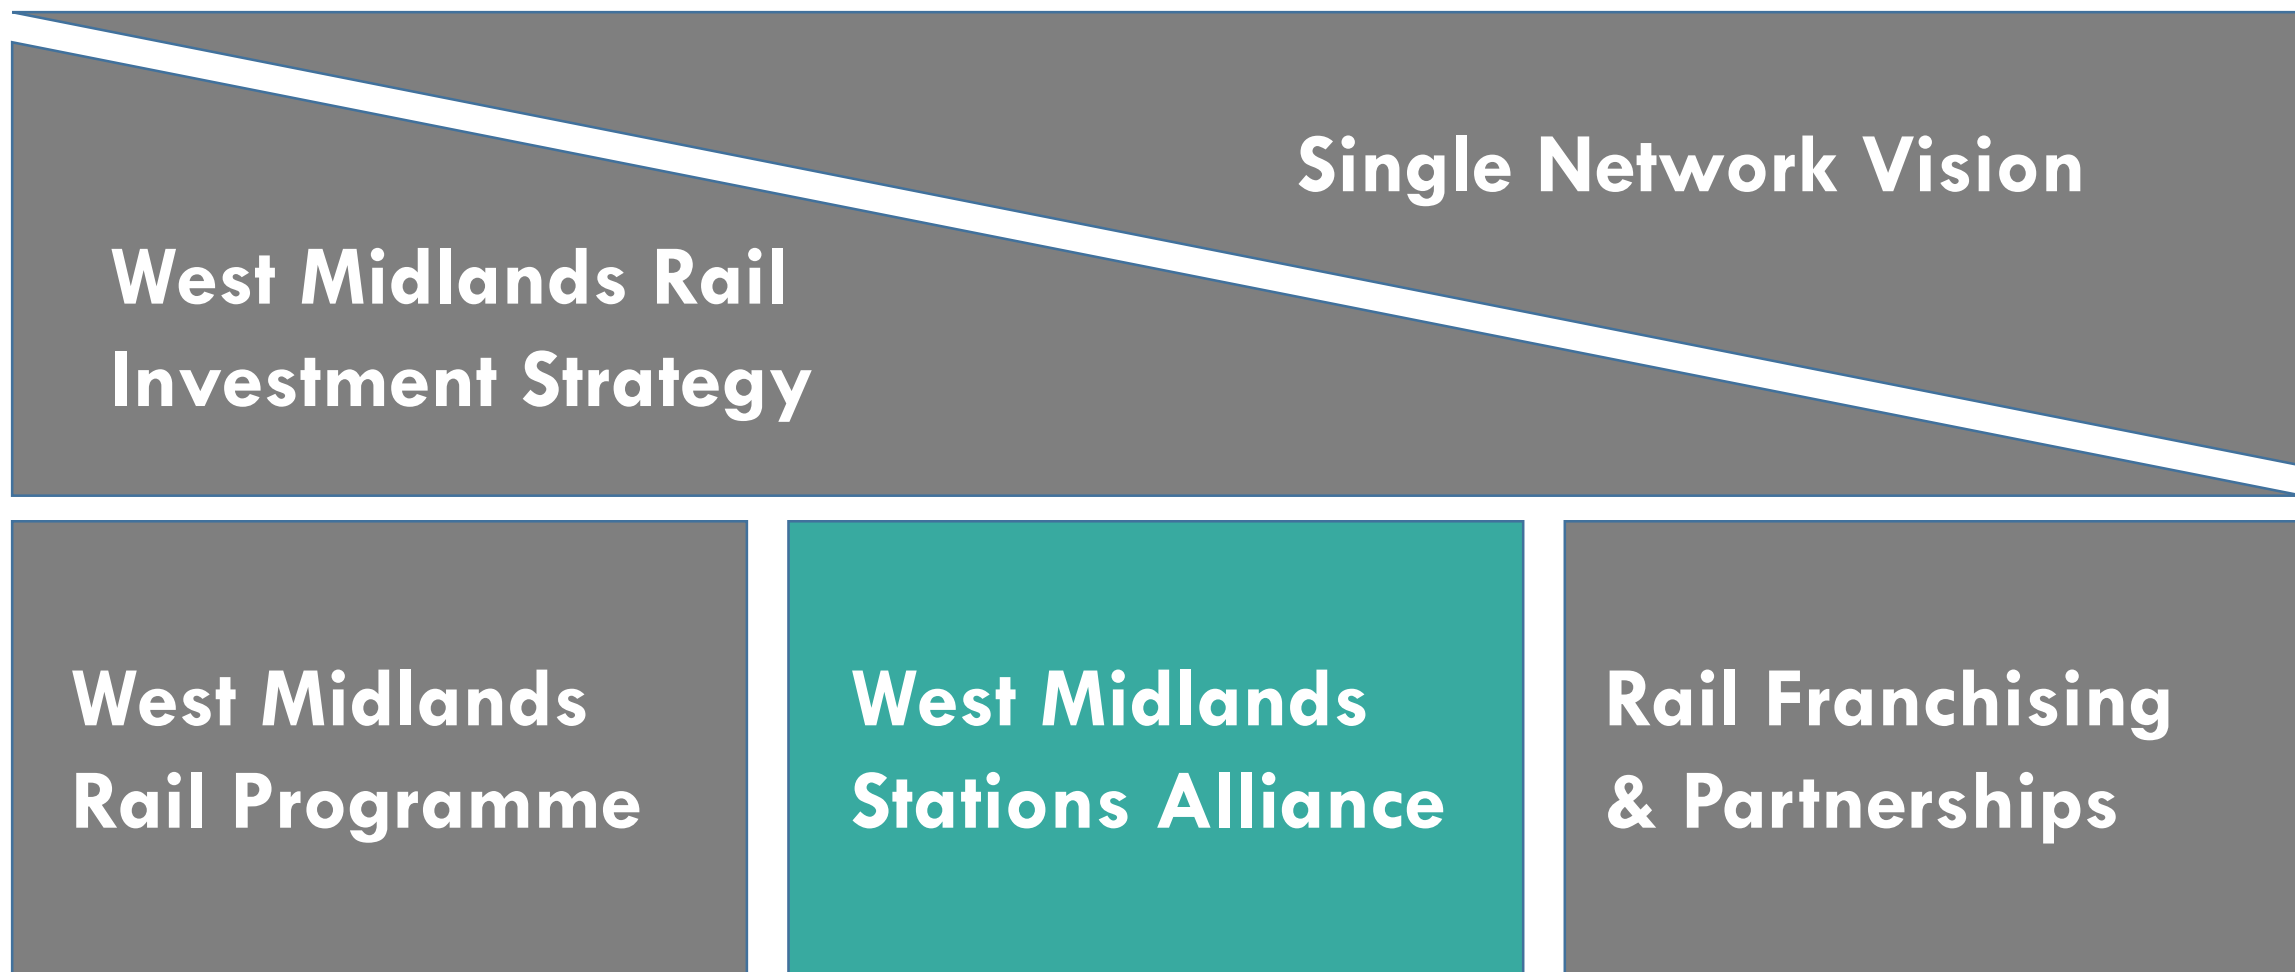 Single Network Vision
West Midlands Rail
Investment Strategy
West Midlands
Rail Programme
West Midlands
Stations Alliance
Rail Franchising
& Partnerships